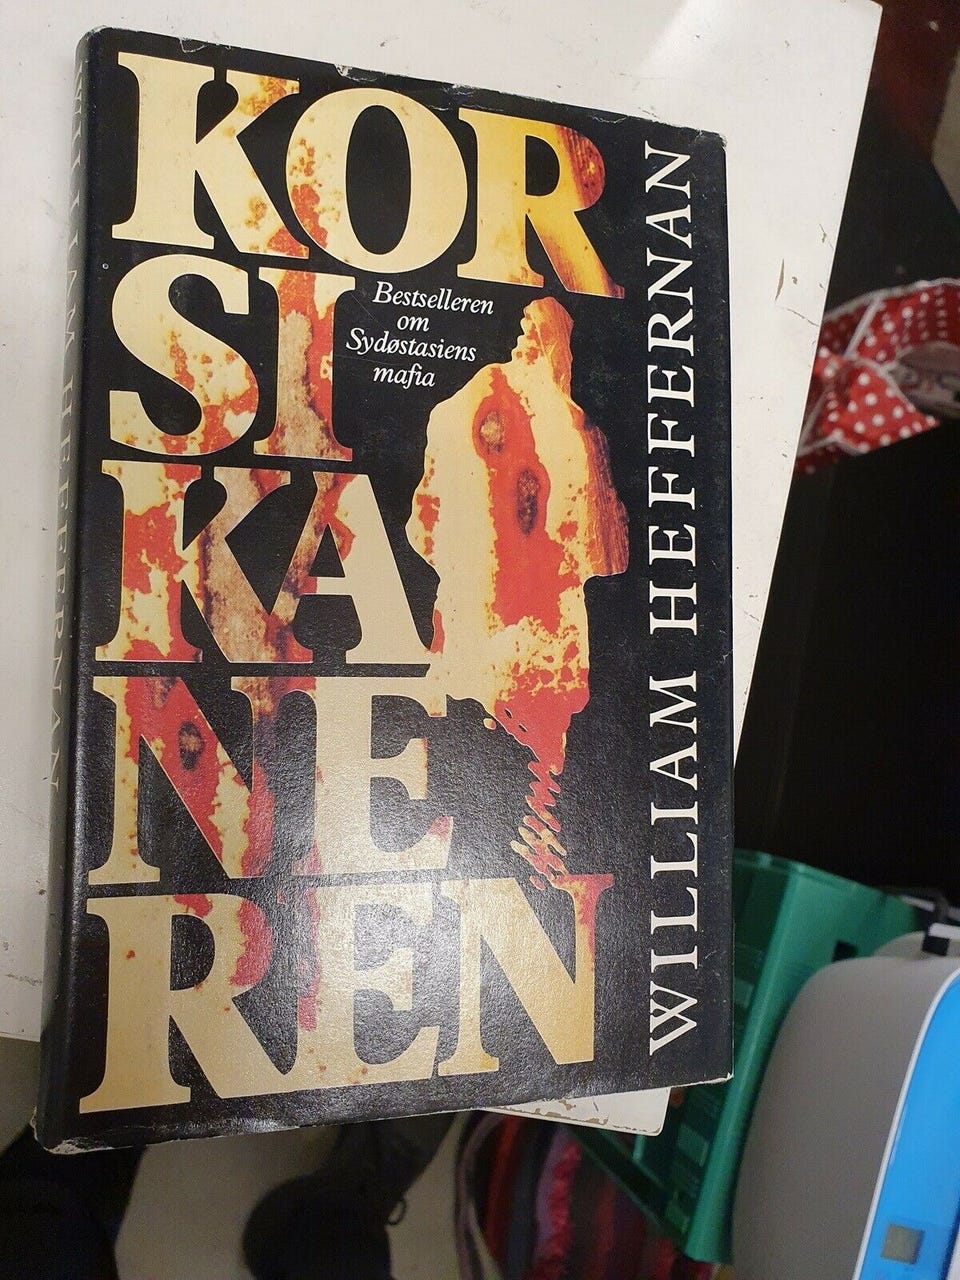 KOR
SI
KA
NE
REN
Bestselleren
om
Sydøstasiens
mafia
WILLIAM HEFFERNAN
WILLIAM HEFFERNAN